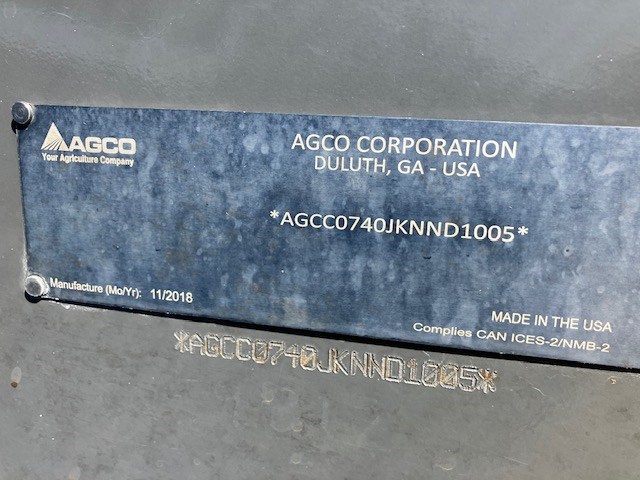 AGCO
Your Agriculture Company
AGCO CORPORATION
DULUTH, GA - USA
*AGCC0740JKNND1005*
Manufacture (Mo/Yr): 11/2018
MADE IN THE USA
Complies CAN ICES-2/NMB-2
*AGCC0740JKNND1005*